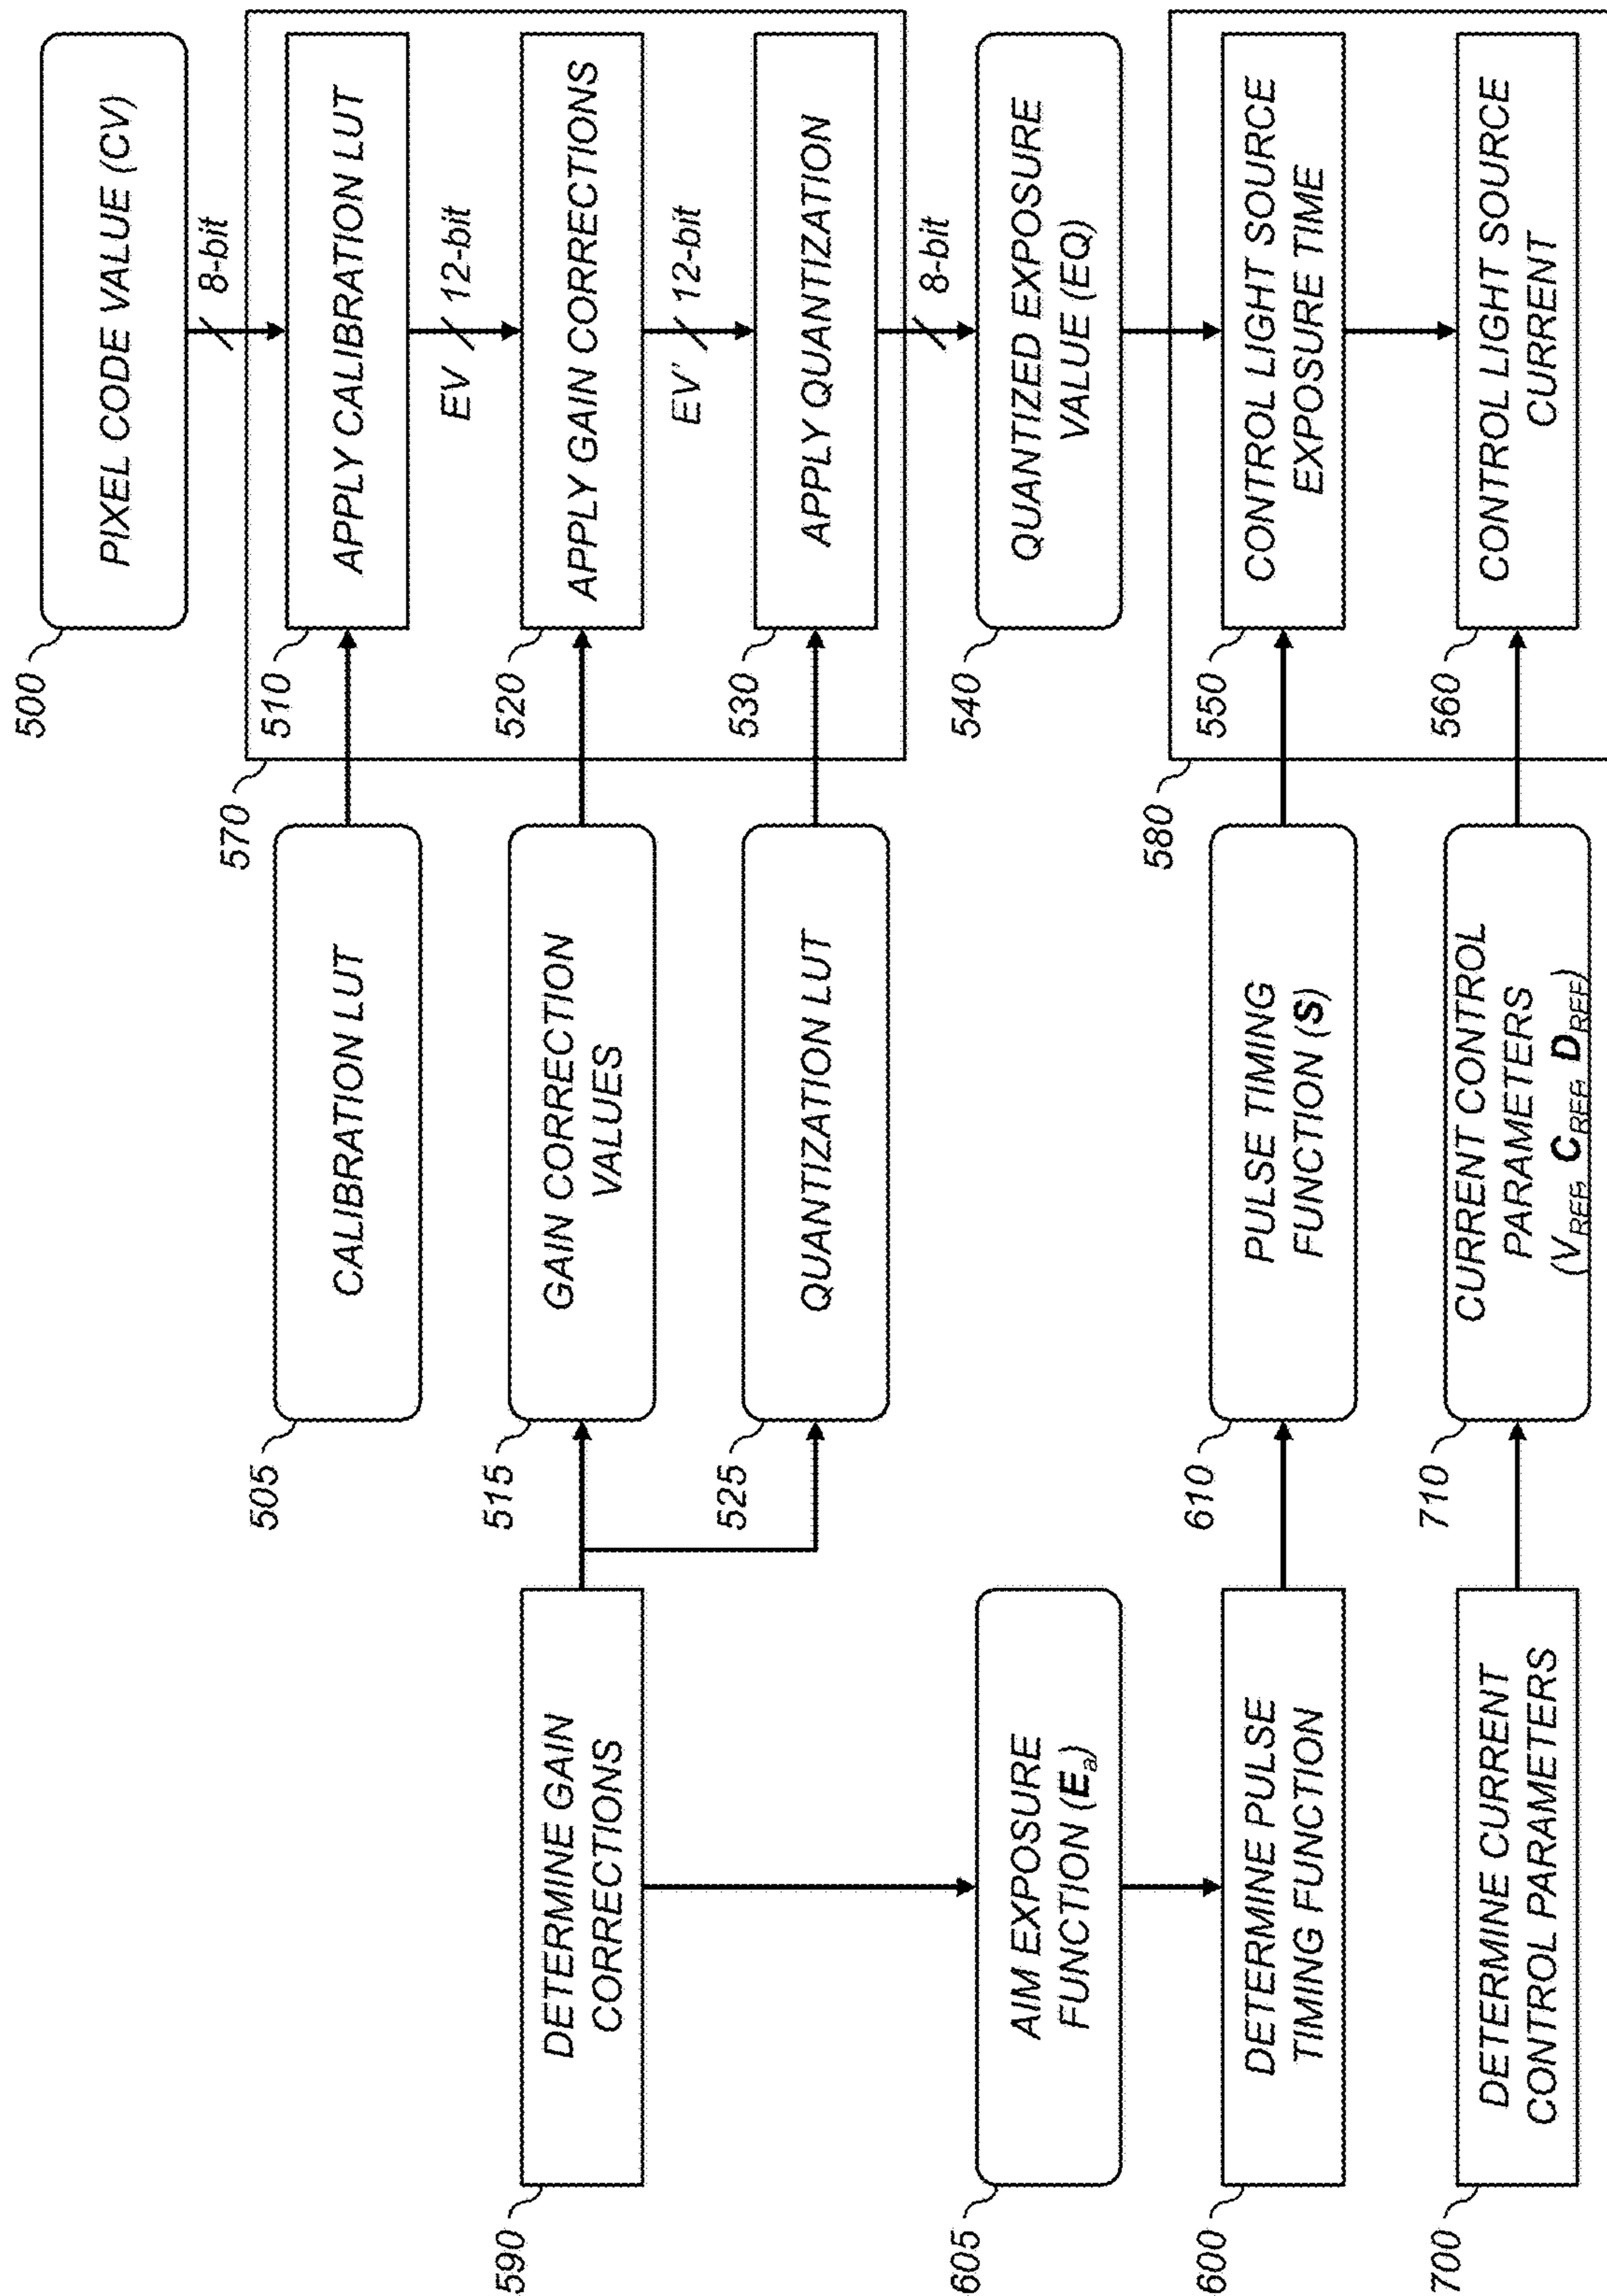 500
PIXEL CODE VALUE (CV)
8-bit
570
505
CALIBRATION LUT
510
APPLY CALIBRATION LUT
EV
12-bit
590
DETERMINE GAIN
CORRECTIONS
515
GAIN CORRECTION
VALUES
520
APPLY GAIN CORRECTIONS
EV'
12-bit
525
QUANTIZATION LUT
530
APPLY QUANTIZATION
8-bit
605
AIM EXPOSURE
FUNCTION (Ea)
540
QUANTIZED EXPOSURE
VALUE (EQ)
580
600
DETERMINE PULSE
TIMING FUNCTION
610
PULSE TIMING
FUNCTION (S)
550
CONTROL LIGHT SOURCE
EXPOSURE TIME
700
DETERMINE CURRENT
CONTROL PARAMETERS
710
CURRENT CONTROL
PARAMETERS
(VREF, CREF, DREF)
560
CONTROL LIGHT SOURCE
CURRENT